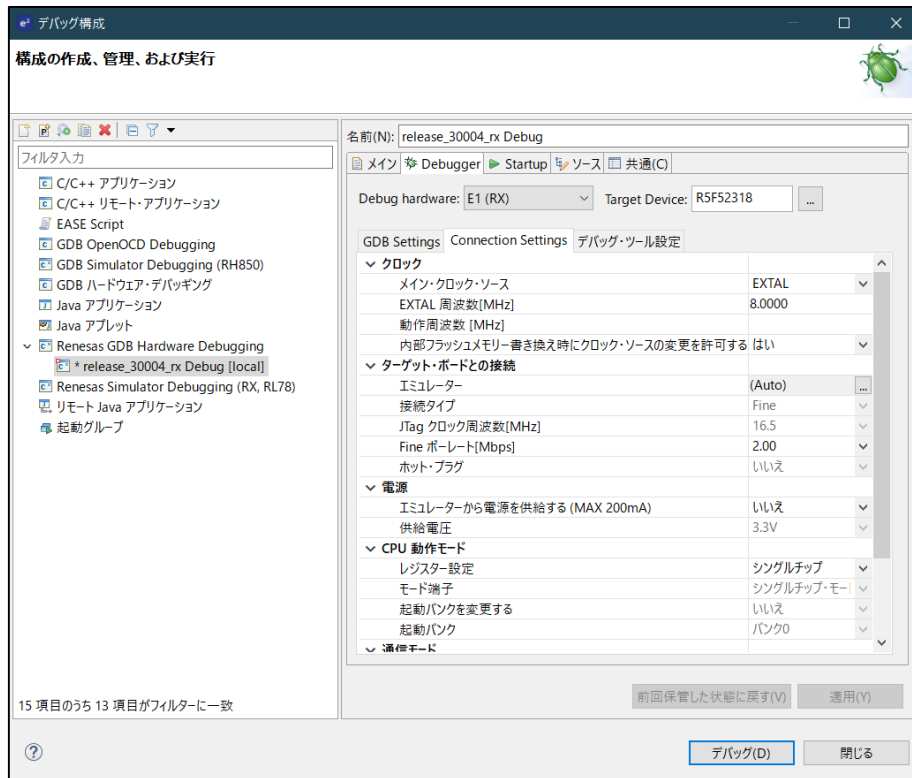 e² デバッグ構成
構成の作成、管理、および実行
フィルタ入力
C/C++ アプリケーション
C/C++ リモート・アプリケーション
EASE Script
GDB OpenOCD Debugging
GDB Simulator Debugging (RH850)
GDB ハードウェア・デバッギング
Java アプリケーション
Java アプレット
Renesas GDB Hardware Debugging
* release_30004_rx Debug [local]
Renesas Simulator Debugging (RX, RL78)
リモート Java アプリケーション
起動グループ
15 項目のうち 13 項目がフィルターに一致
名前(N): release_30004_rx Debug
メイン Debugger Startup ソース 共通(C)
Debug hardware: E1 (RX) Target Device: R5F52318 ...
GDB Settings Connection Settings デバッグ・ツール設定
クロック
メイン・クロック・ソース EXTAL
EXTAL 周波数[MHz] 8.0000
動作周波数 [MHz]
内部フラッシュメモリー書き換え時にクロック・ソースの変更を許可する はい
ターゲット・ボードとの接続
エミュレーター (Auto) ...
接続タイプ Fine
JTag クロック周波数[MHz] 16.5
Fine ボーレート[Mbps] 2.00
ホット・プラグ いいえ
電源
エミュレーターから電源を供給する (MAX 200mA) いいえ
供給電圧 3.3V
CPU 動作モード
レジスター設定 シングルチップ
モード端子 シングルチップ・モー
起動バンクを変更する いいえ
起動バンク バンク0
通信モード
前回保管した状態に戻す(V) 適用(Y)
? デバッグ(D) 閉じる